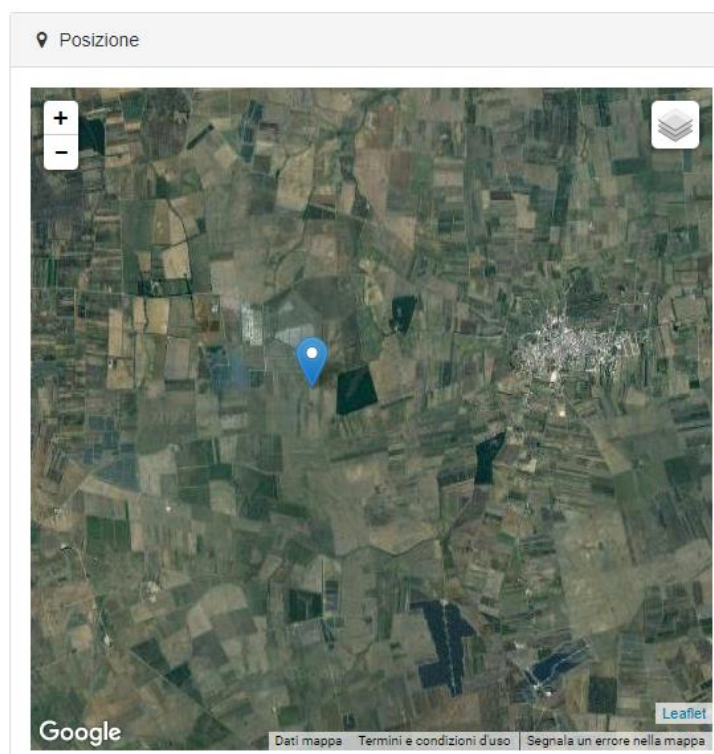 Posizione
+
−
Leaflet
Google
Dati mappa Termini e condizioni d'uso Segnala un errore nella mappa